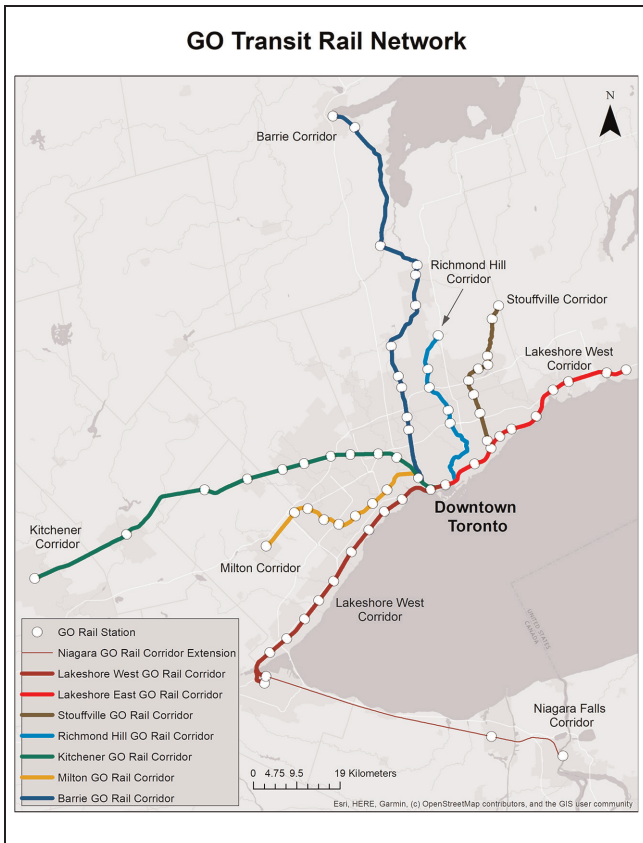 GO Transit Rail Network
N
Barrie Corridor
Richmond Hill
Corridor
Stouffville Corridor
Lakeshore West
Corridor
Downtown
Toronto
Kitchener
Corridor
Milton Corridor
Lakeshore West
Corridor
UNITED STATES
CANADA
Niagara Falls
Corridor
GO Rail Station
Niagara GO Rail Corridor Extension
Lakeshore West GO Rail Corridor
Lakeshore East GO Rail Corridor
Stouffville GO Rail Corridor
Richmond Hill GO Rail Corridor
Kitchener GO Rail Corridor
Milton GO Rail Corridor
Barrie GO Rail Corridor
0 4.75 9.5 19 Kilometers
Esri, HERE, Garmin, (c) OpenStreetMap contributors, and the GIS user community